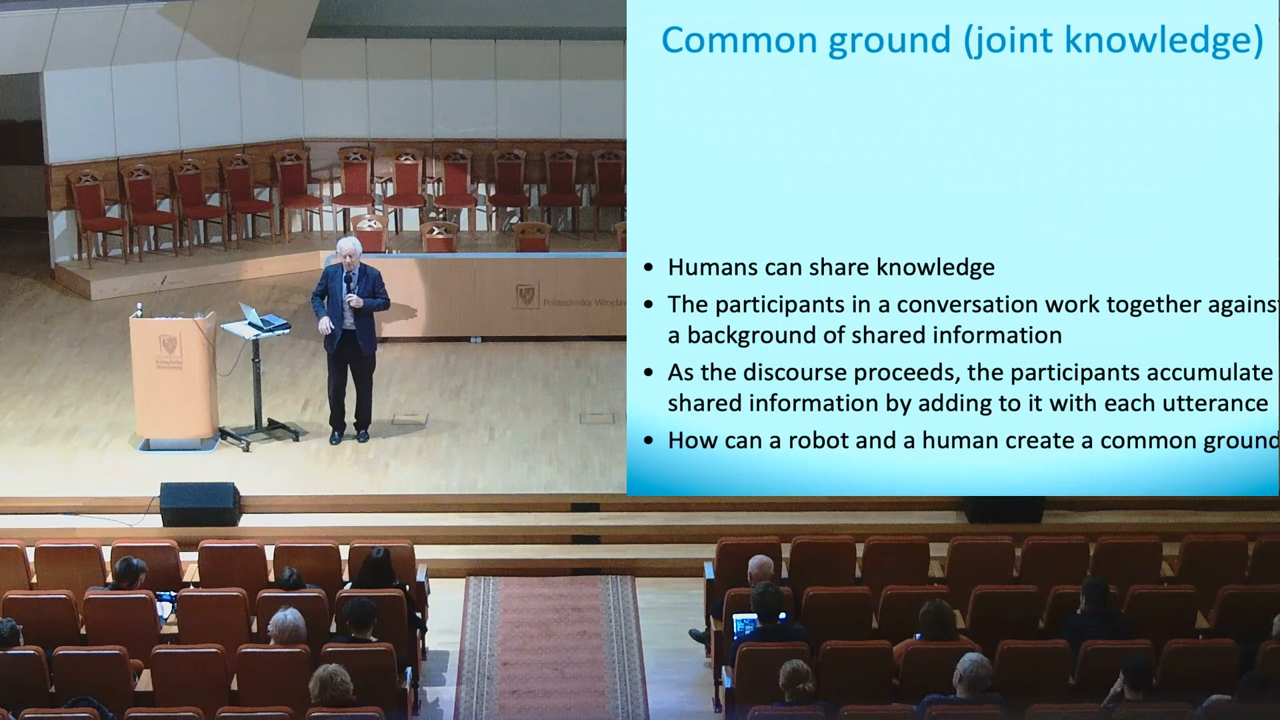 Common ground (joint knowledge)
• Humans can share knowledge
• The participants in a conversation work together agains
a background of shared information
• As the discourse proceeds, the participants accumulate
shared information by adding to it with each utterance
• How can a robot and a human create a common ground
Politechnika Wrocław